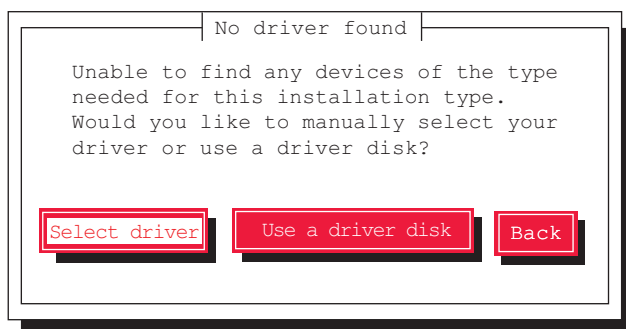 No driver found
Unable to find any devices of the type
needed for this installation type.
Would you like to manually select your
driver or use a driver disk?
Select driver
Use a driver disk
Back